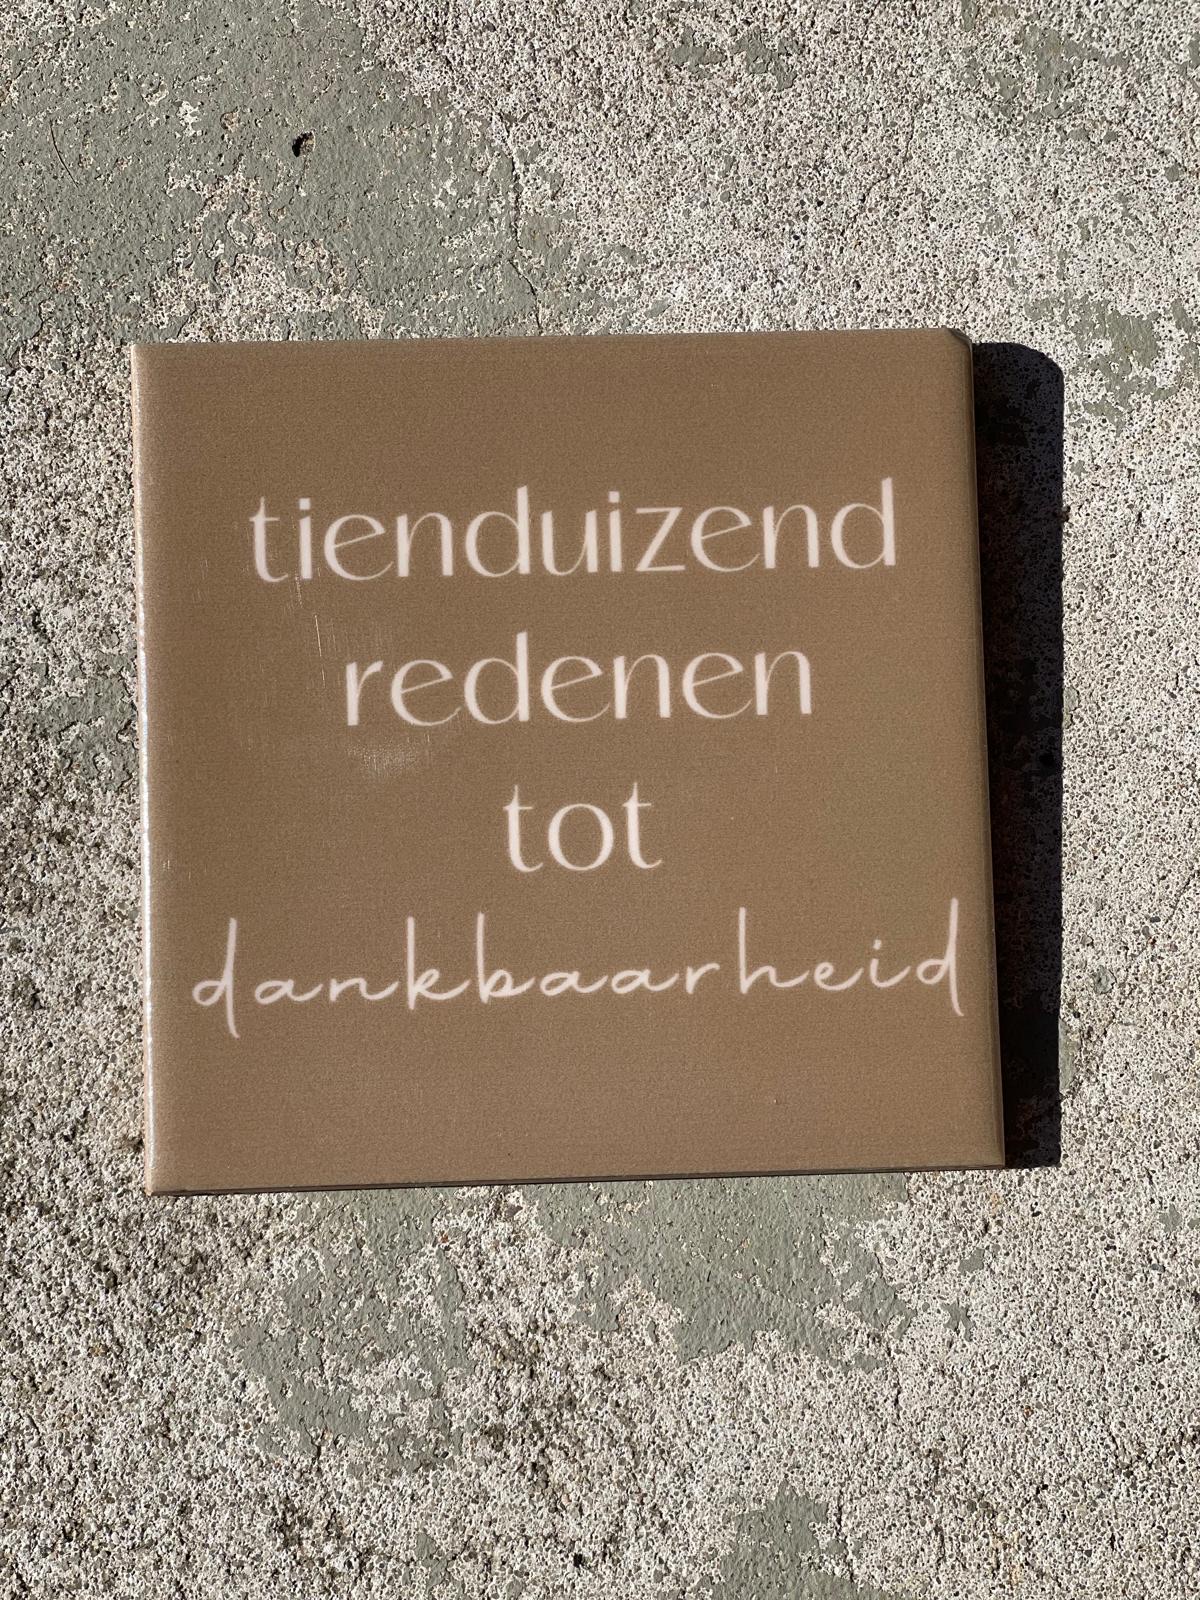 tienduizend
redenen
tot
dankbaarheid